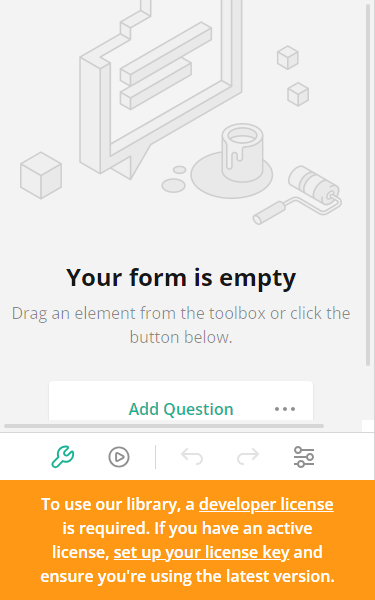 Your form is empty
Drag an element from the toolbox or click the
button below.
Add Question
To use our library, a developer license
is required. If you have an active
license, set up your license key and
ensure you're using the latest version.